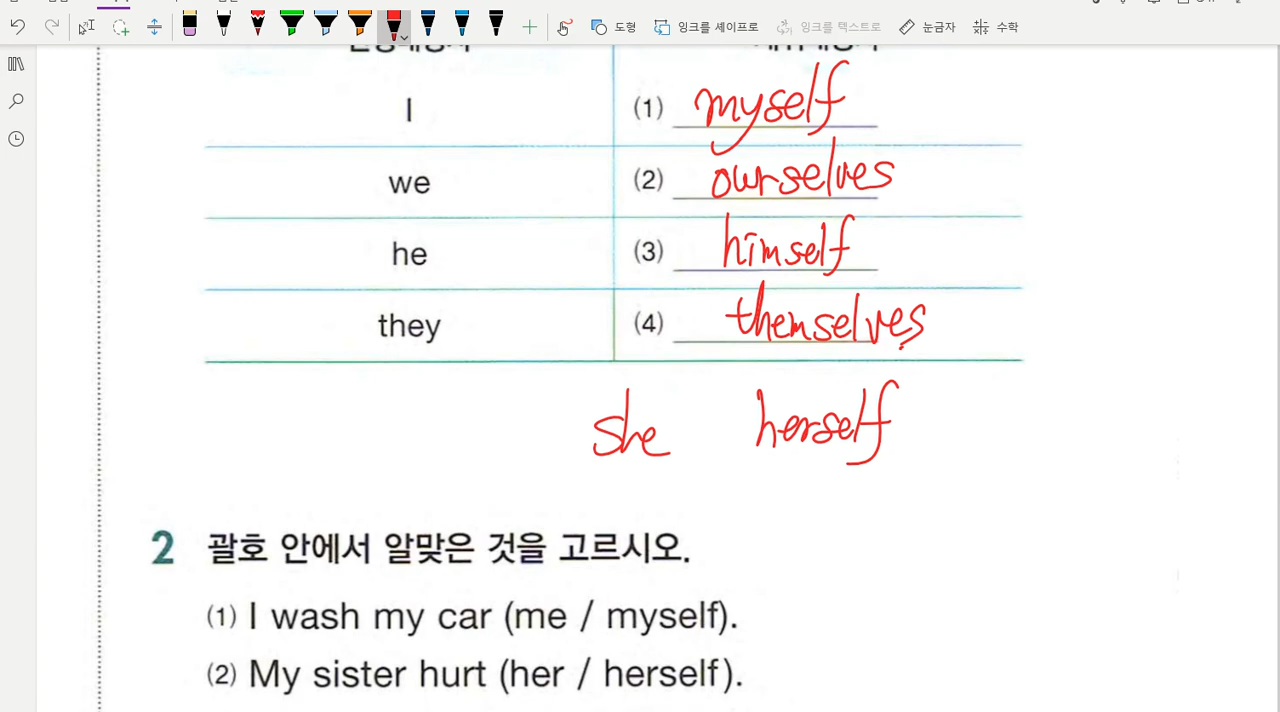 도형 잉크를 셰이프로 잉크를 텍스트로 눈금자 수학
I (1) myself
we (2) ourselves
he (3) himself
they (4) themselves
she herself
2 괄호 안에서 알맞은 것을 고르시오.
(1) I wash my car (me / myself).
(2) My sister hurt (her / herself).